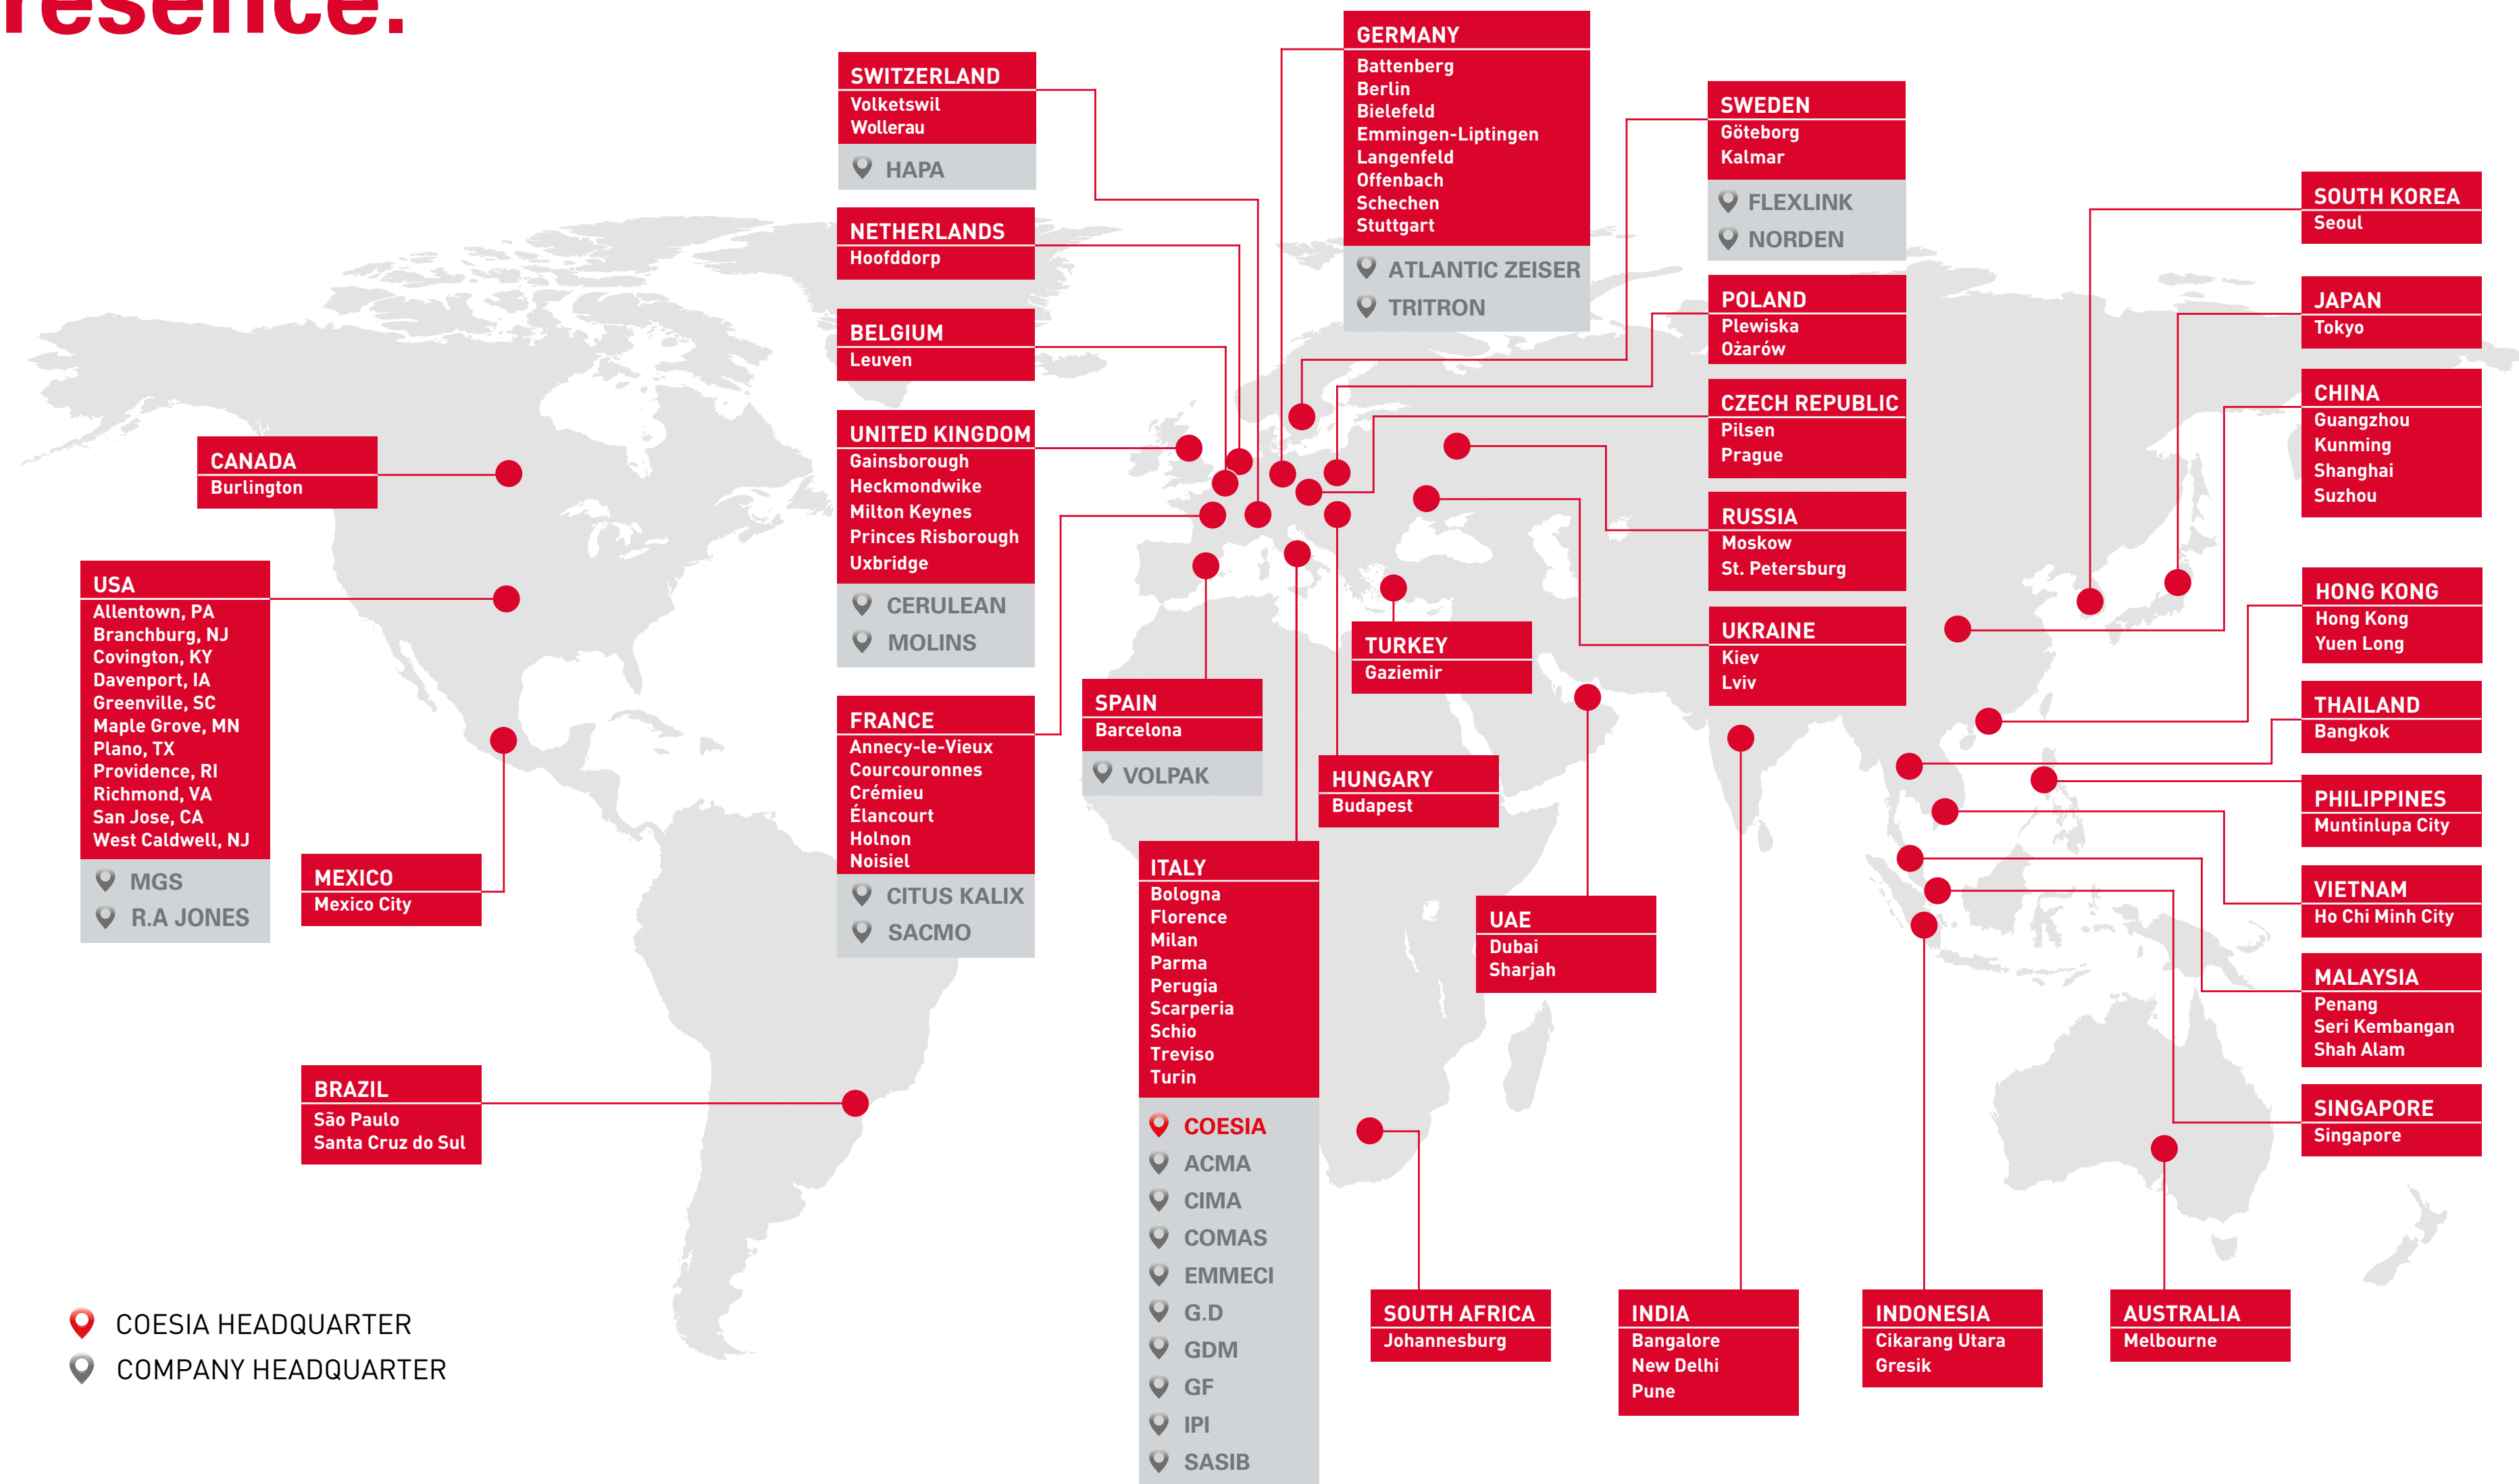 resence.
SWITZERLAND
Volketswil
Wollerau
HAPA
NETHERLANDS
Hoofddorp
BELGIUM
Leuven
UNITED KINGDOM
Gainsborough
Heckmondwike
Milton Keynes
Princes Risborough
Uxbridge
CERULEAN
MOLINS
FRANCE
Annecy-le-Vieux
Courcouronnes
Crémieu
Élancourt
Holnon
Noisiel
CITUS KALIX
SACMO
CANADA
Burlington
USA
Allentown, PA
Branchburg, NJ
Covington, KY
Davenport, IA
Greenville, SC
Maple Grove, MN
Plano, TX
Providence, RI
Richmond, VA
San Jose, CA
West Caldwell, NJ
MGS
R.A JONES
MEXICO
Mexico City
BRAZIL
São Paulo
Santa Cruz do Sul
COESIA HEADQUARTER
COMPANY HEADQUARTER
GERMANY
Battenberg
Berlin
Bielefeld
Emmingen-Liptingen
Langenfeld
Offenbach
Schechen
Stuttgart
ATLANTIC ZEISER
TRITRON
SPAIN
Barcelona
VOLPAK
TURKEY
Gaziemir
HUNGARY
Budapest
ITALY
Bologna
Florence
Milan
Parma
Perugia
Scarperia
Schio
Treviso
Turin
COESIA
ACMA
CIMA
COMAS
EMMECI
G.D
GDM
GF
IPI
SASIB
UAE
Dubai
Sharjah
SOUTH AFRICA
Johannesburg
SWEDEN
Göteborg
Kalmar
FLEXLINK
NORDEN
POLAND
Plewiska
Ożarów
CZECH REPUBLIC
Pilsen
Prague
RUSSIA
Moskow
St. Petersburg
UKRAINE
Kiev
Lviv
INDIA
Bangalore
New Delhi
Pune
INDONESIA
Cikarang Utara
Gresik
AUSTRALIA
Melbourne
SOUTH KOREA
Seoul
JAPAN
Tokyo
CHINA
Guangzhou
Kunming
Shanghai
Suzhou
HONG KONG
Hong Kong
Yuen Long
THAILAND
Bangkok
PHILIPPINES
Muntinlupa City
VIETNAM
Ho Chi Minh City
MALAYSIA
Penang
Seri Kembangan
Shah Alam
SINGAPORE
Singapore